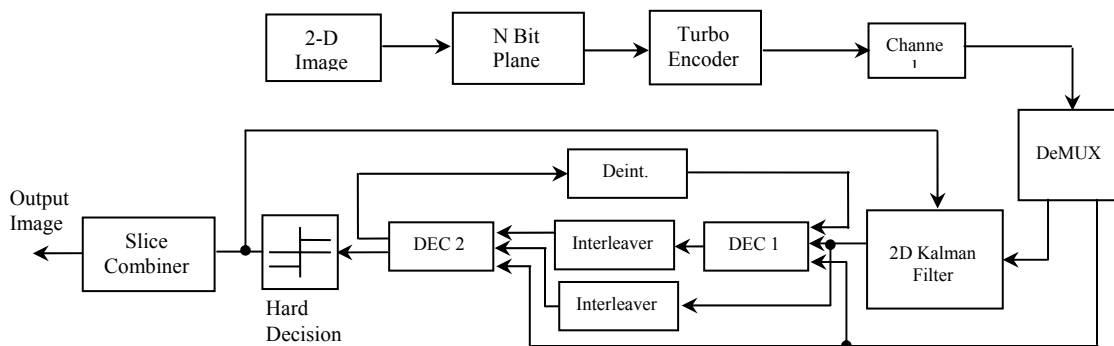 2-D
Image
N Bit
Plane
Turbo
Encoder
Channe
l
DeMUX
Deint.
Output
Image
Slice
Combiner
DEC 2
Interleaver
DEC 1
2D Kalman
Filter
Interleaver
Hard
Decision